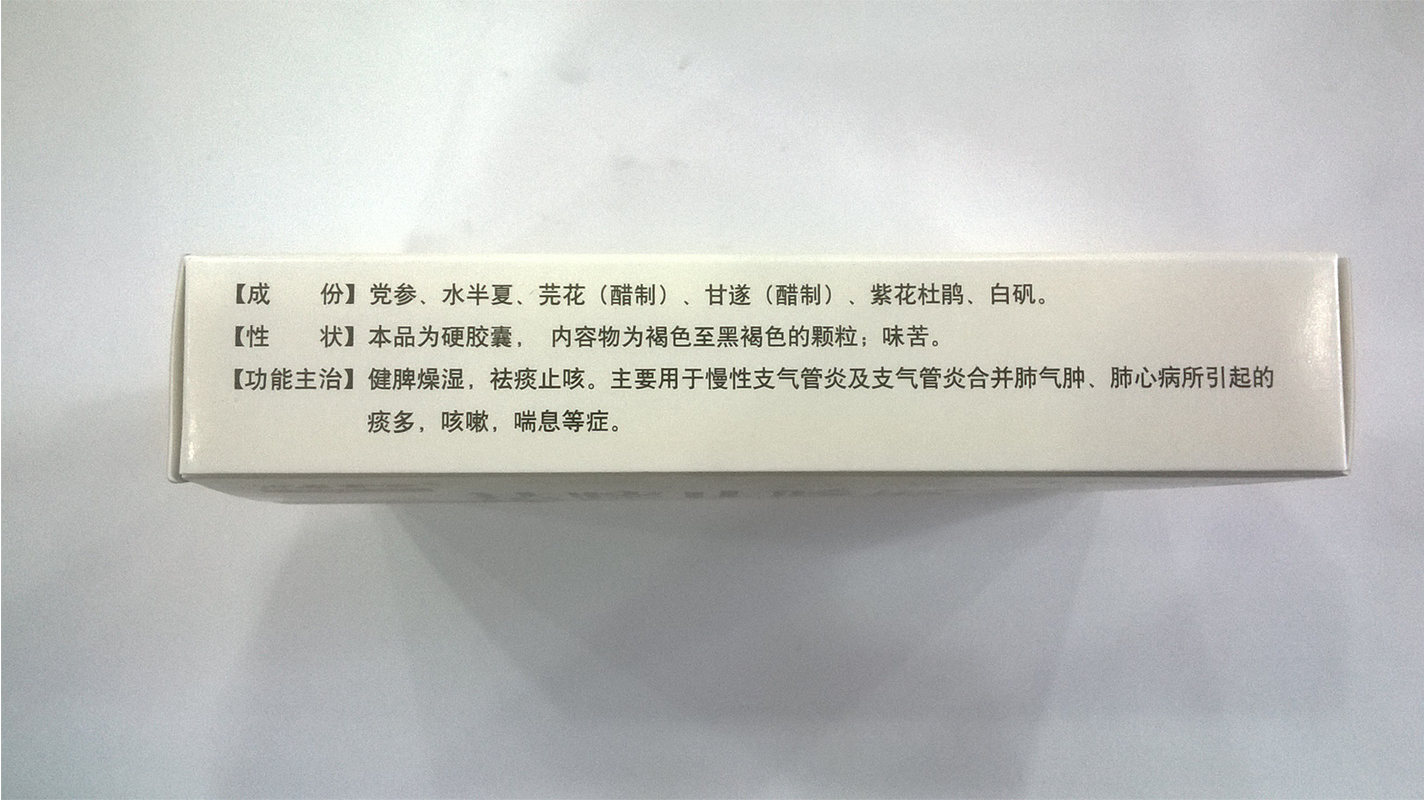 【成　　份】党参、水半夏、芫花（醋制）、甘遂（醋制）、紫花杜鹃、白矾。
【性　　状】本品为硬胶囊， 内容物为褐色至黑褐色的颗粒；味苦。
【功能主治】健脾燥湿，祛痰止咳。主要用于慢性支气管炎及支气管炎合并肺气肿、肺心病所引起的
痰多，咳嗽，喘息等症。